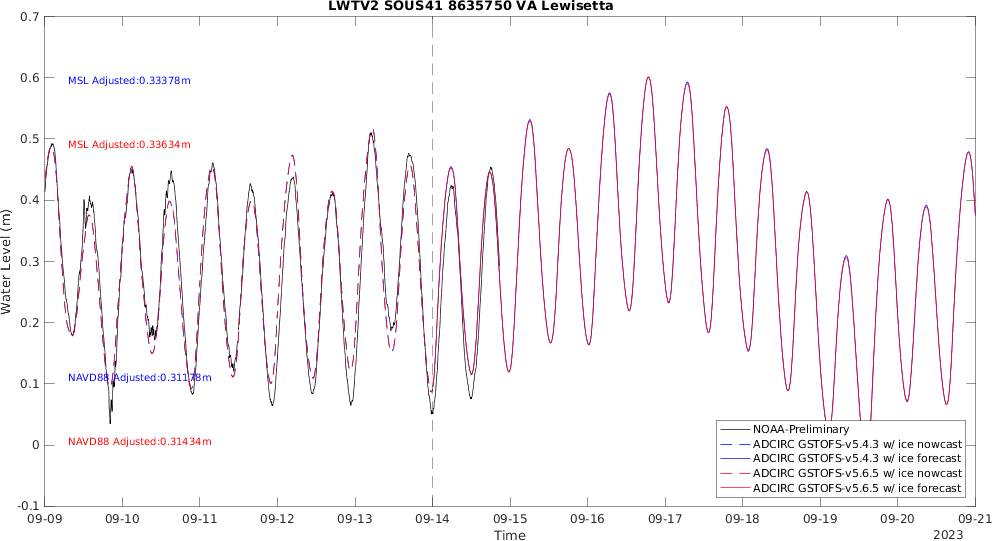 LWTV2 SOUS41 8635750 VA Lewisetta
0.7
0.6
0.5
0.4
0.3
0.2
0.1
0
-0.1
Water Level (m)
MSL Adjusted:0.33378m
MSL Adjusted:0.33634m
NAVD88 Adjusted:0.31178m
NAVD88 Adjusted:0.31434m
NOAA-Preliminary
ADCIRC GSTOFS-v5.4.3 w/ ice nowcast
ADCIRC GSTOFS-v5.4.3 w/ ice forecast
ADCIRC GSTOFS-v5.6.5 w/ ice nowcast
ADCIRC GSTOFS-v5.6.5 w/ ice forecast
09-09 09-10 09-11 09-12 09-13 09-14 09-15 09-16 09-17 09-18 09-19 09-20 09-21
Time
2023